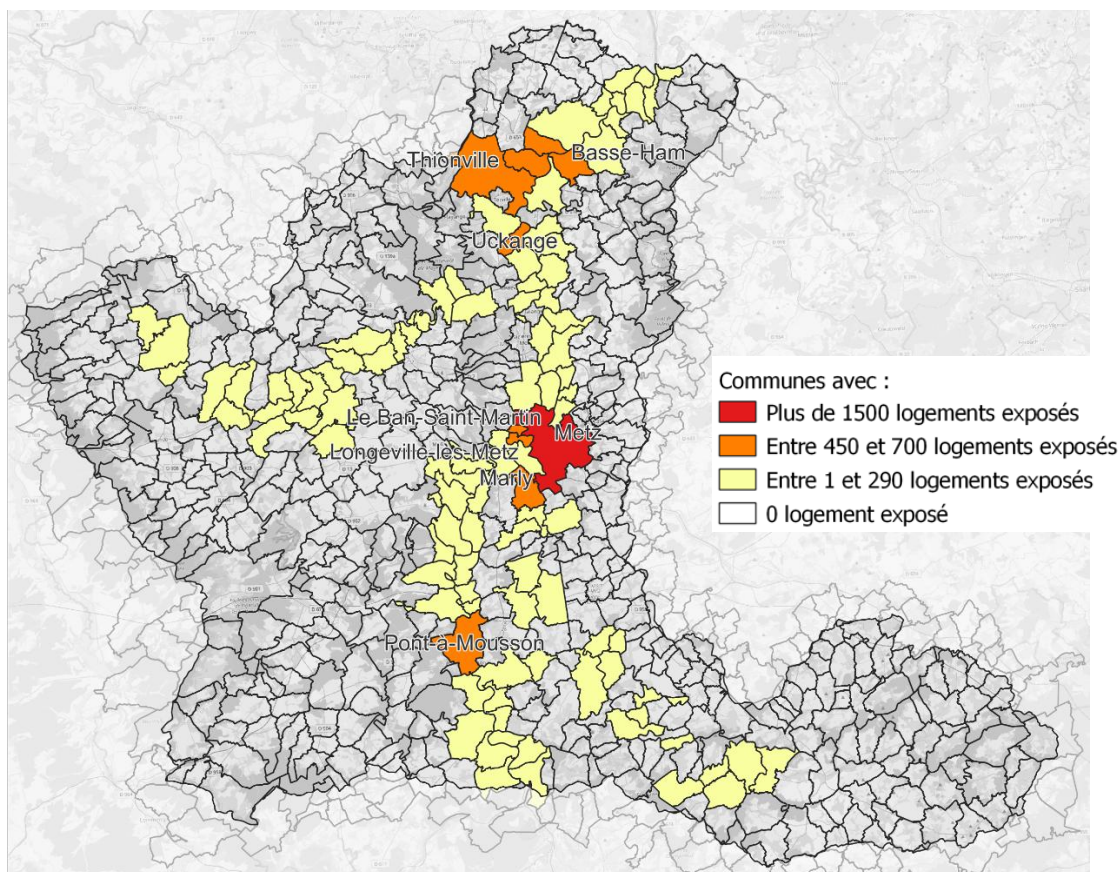 Thionville
Basse-Ham
Uckange
Communes avec :
Plus de 1500 logements exposés
Entre 450 et 700 logements exposés
Entre 1 et 290 logements exposés
0 logement exposé
Le Ban-Saint-Martin
Metz
Longeville-lès-Metz
Marly
Pont-à-Mousson